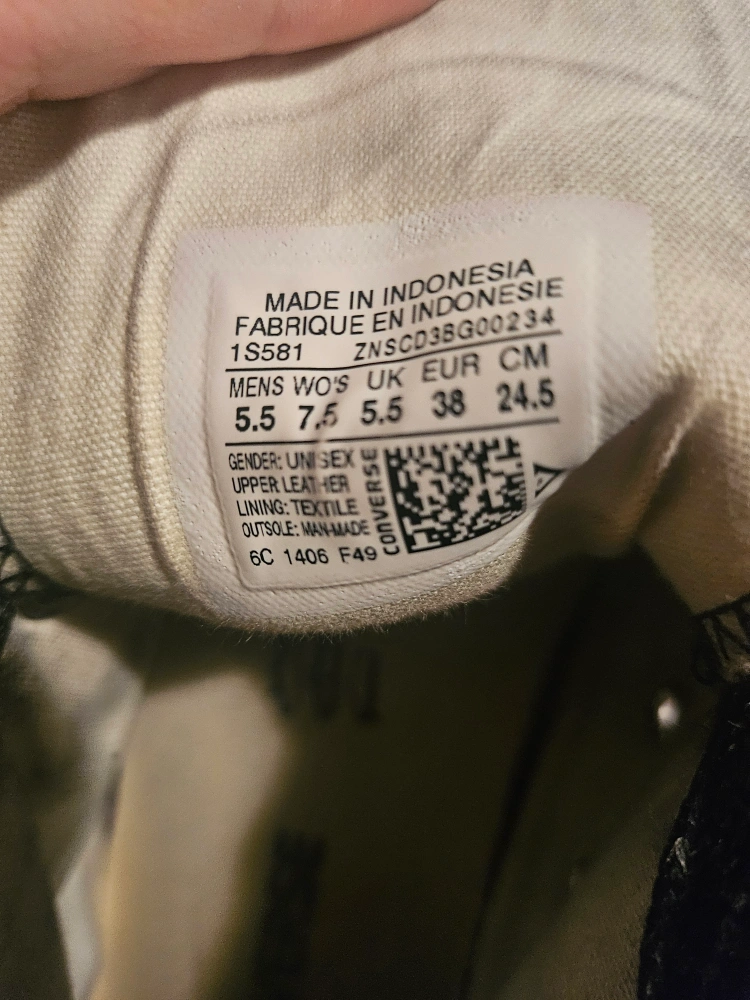 MADE IN INDONESIA
FABRIQUE EN INDONESIE
1S581 ZNSCD3BG00234
MENS WO'S UK EUR CM
5.5 7.5 5.5 38 24.5
GENDER: UNISEX
UPPER LEATHER
LINING: TEXTILE
OUTSOLE: MAN-MADE
6C 1406 F49
CONVERSE